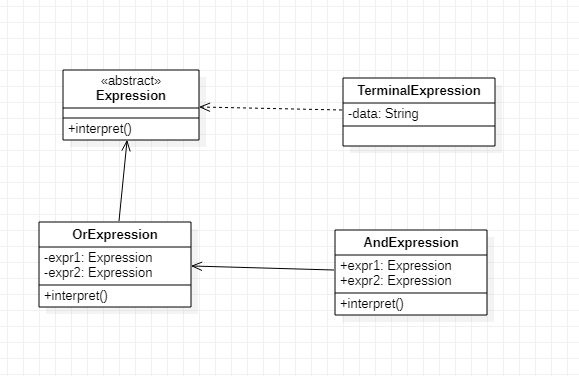 «abstract»
Expression
+interpret()
TerminalExpression
-data: String
OrExpression
-expr1: Expression
-expr2: Expression
+interpret()
AndExpression
+expr1: Expression
+expr2: Expression
+interpret()